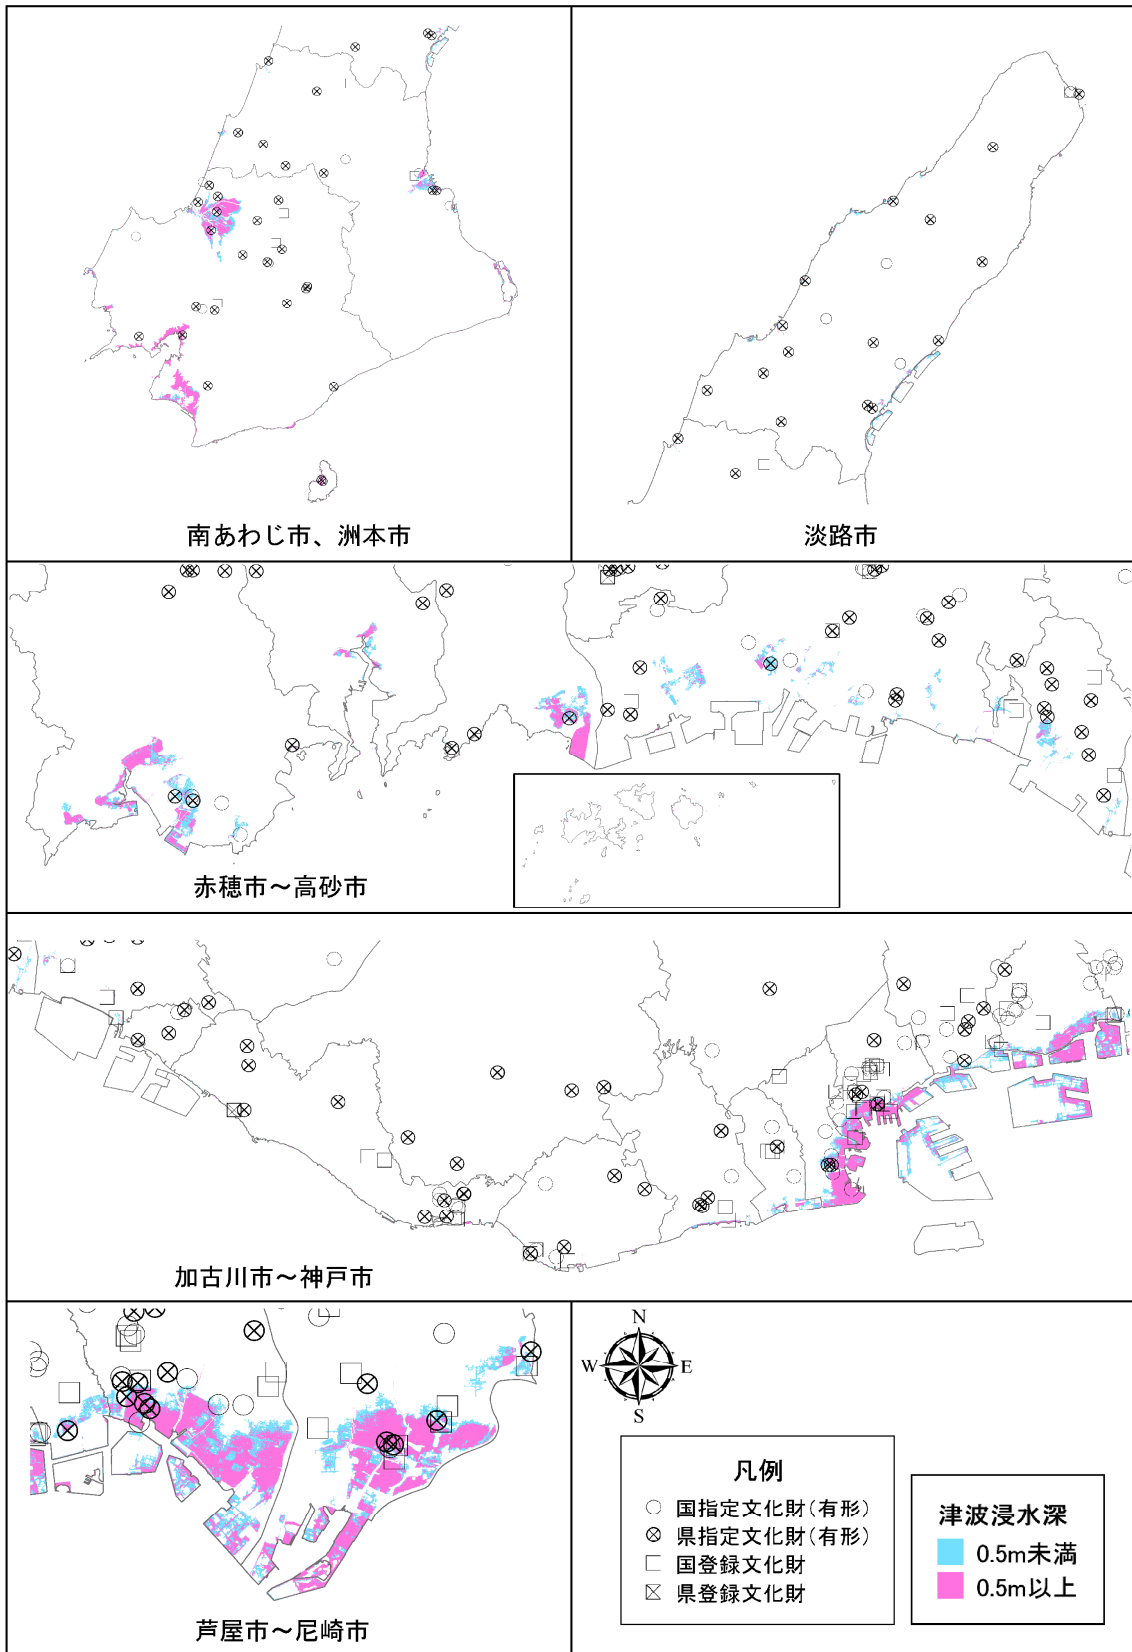 南あわじ市、洲本市
淡路市
赤穂市～高砂市
加古川市～神戸市
芦屋市～尼崎市
N
W E
S
凡例
国指定文化財(有形)
県指定文化財(有形)
国登録文化財
県登録文化財
津波浸水深
0.5m未満
0.5m以上